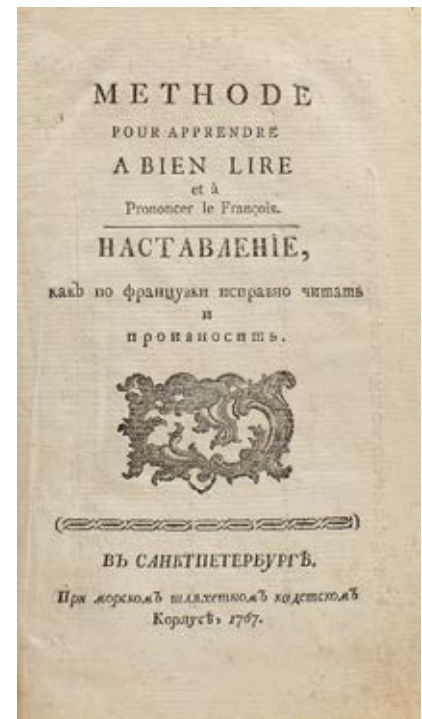 METHODE
POUR APPRENDRE
A BIEN LIRE
et à
Prononcer le François.
НАСТАВЛЕНІЕ,
какЪ по французки исправно читать
и
произносить.
ВЪ САНКТПЕТЕРБУРГѢ.
При морскомЪ шляхетномЪ кадетскомЪ
Корпусѣ, 1767.